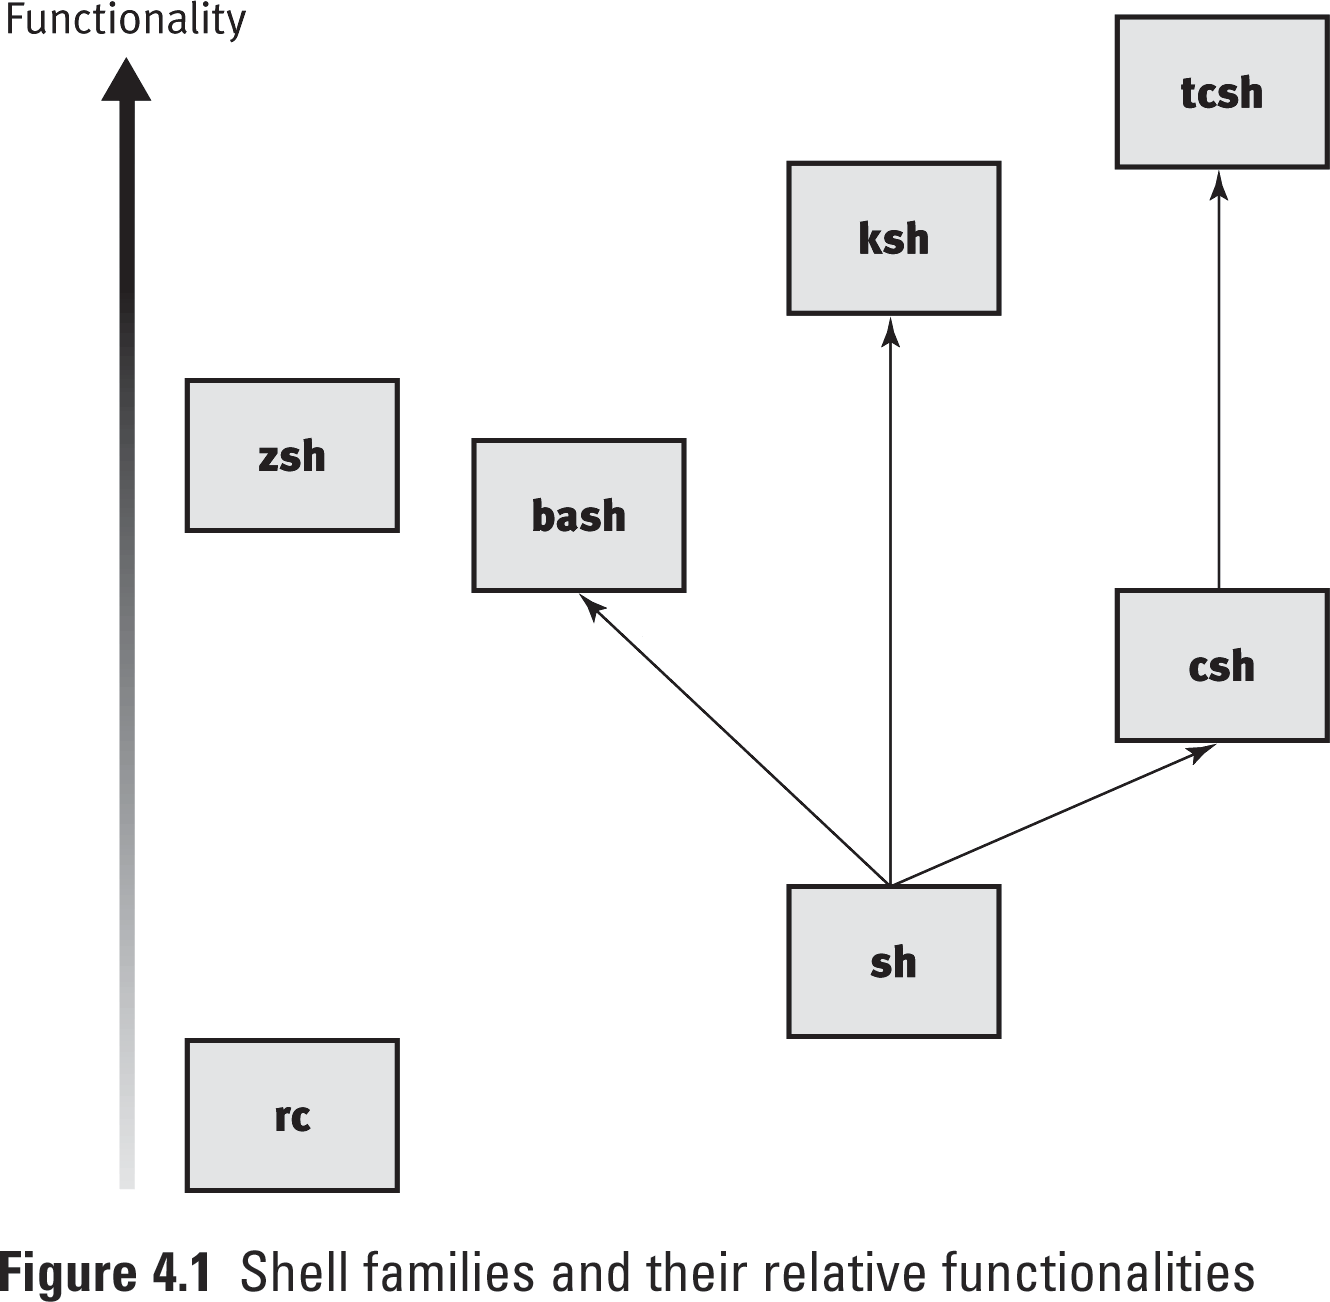 Functionality
tcsh
ksh
zsh
bash
csh
sh
rc
Figure 4.1 Shell families and their relative functionalities